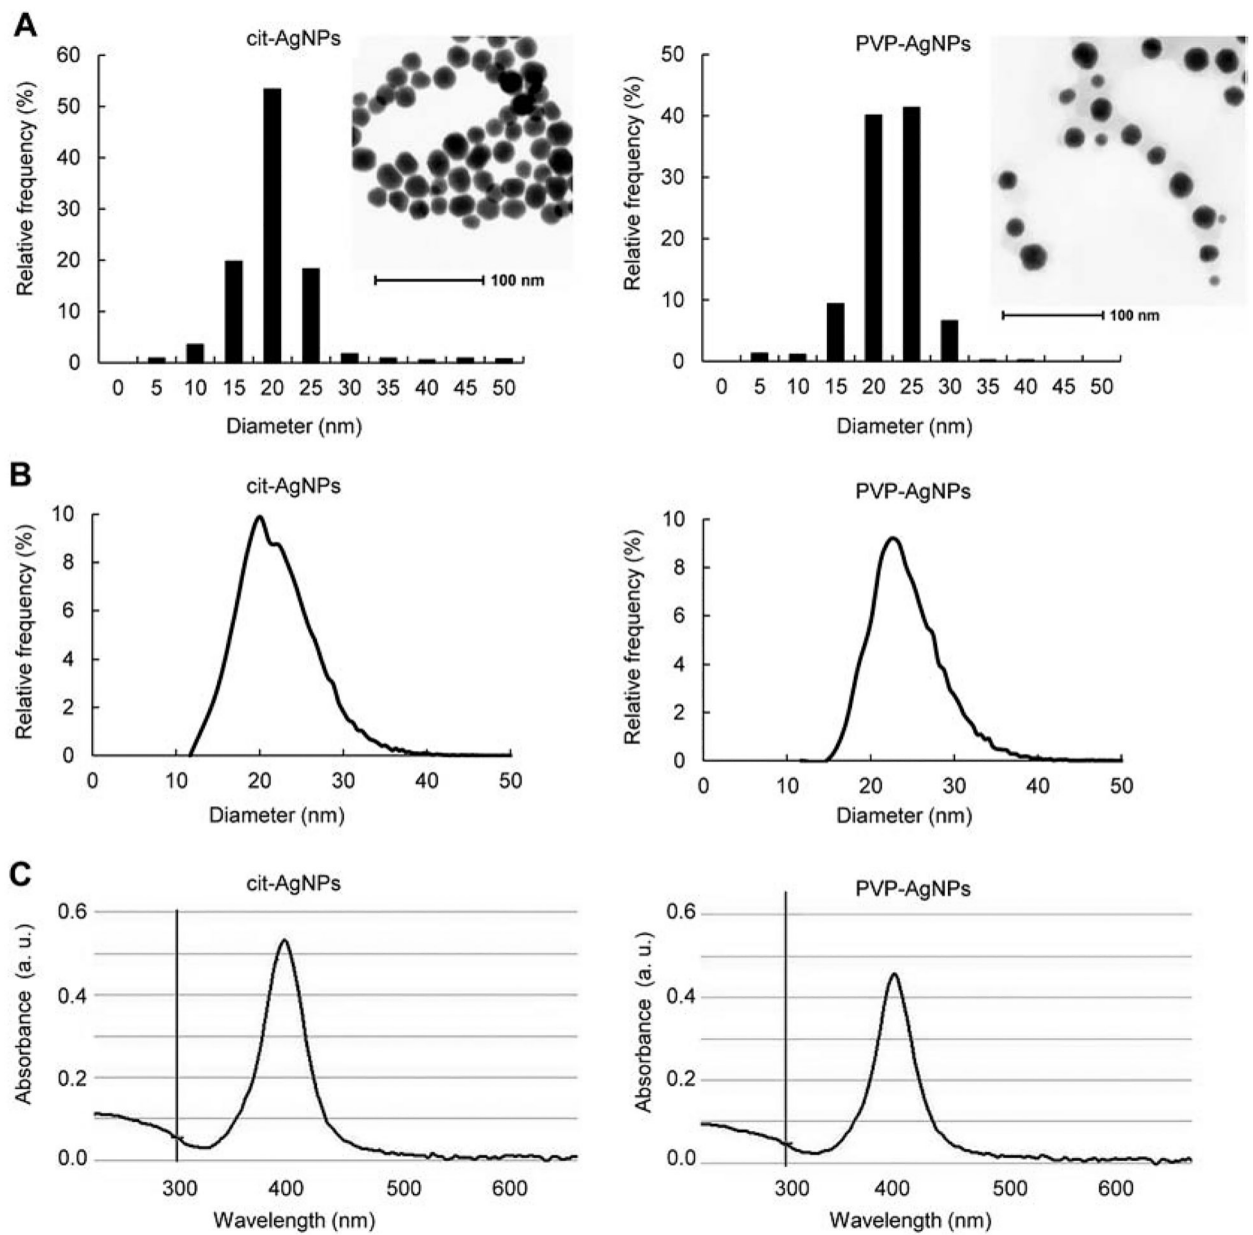 A
cit-AgNPs
PVP-AgNPs
Relative frequency (%)
60
50
40
30
20
10
0
0 5 10 15 20 25 30 35 40 45 50
Diameter (nm)
100 nm
Relative frequency (%)
50
40
30
20
10
0
0 5 10 15 20 25 30 35 40 45 50
Diameter (nm)
100 nm
B
cit-AgNPs
PVP-AgNPs
Relative frequency (%)
10
8
6
4
2
0
0 10 20 30 40 50
Diameter (nm)
Relative frequency (%)
10
8
6
4
2
0
0 10 20 30 40 50
Diameter (nm)
C
cit-AgNPs
PVP-AgNPs
Absorbance (a. u.)
0.6
0.4
0.2
0.0
300 400 500 600
Wavelength (nm)
Absorbance (a. u.)
0.6
0.4
0.2
0.0
300 400 500 600
Wavelength (nm)